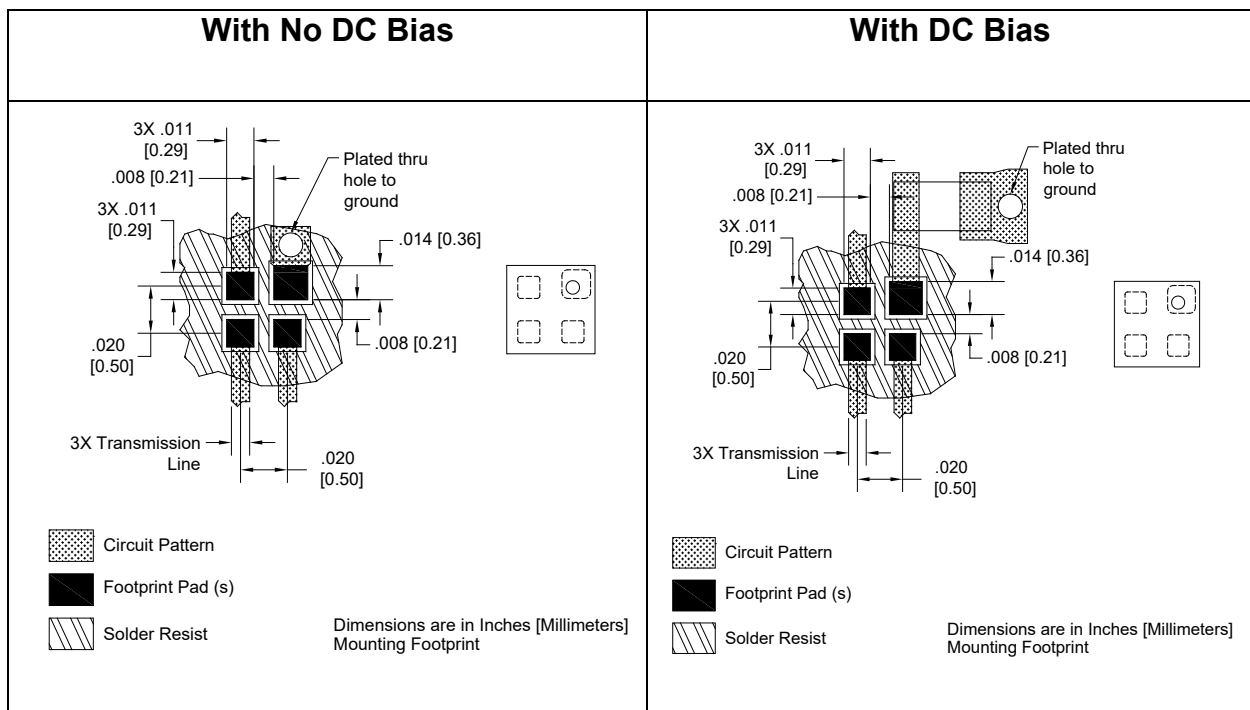 With No DC Bias
With DC Bias
3X .011
[0.29]
.008 [0.21]
3X .011
[0.29]
Plated thru
hole to
ground
.014 [0.36]
.008 [0.21]
.020
[0.50]
3X Transmission
Line
.020
[0.50]
Circuit Pattern
Footprint Pad (s)
Solder Resist
Dimensions are in Inches [Millimeters]
Mounting Footprint
3X .011
[0.29]
.008 [0.21]
3X .011
[0.29]
Plated thru
hole to
ground
.014 [0.36]
.008 [0.21]
.020
[0.50]
3X Transmission
Line
.020
[0.50]
Circuit Pattern
Footprint Pad (s)
Solder Resist
Dimensions are in Inches [Millimeters]
Mounting Footprint